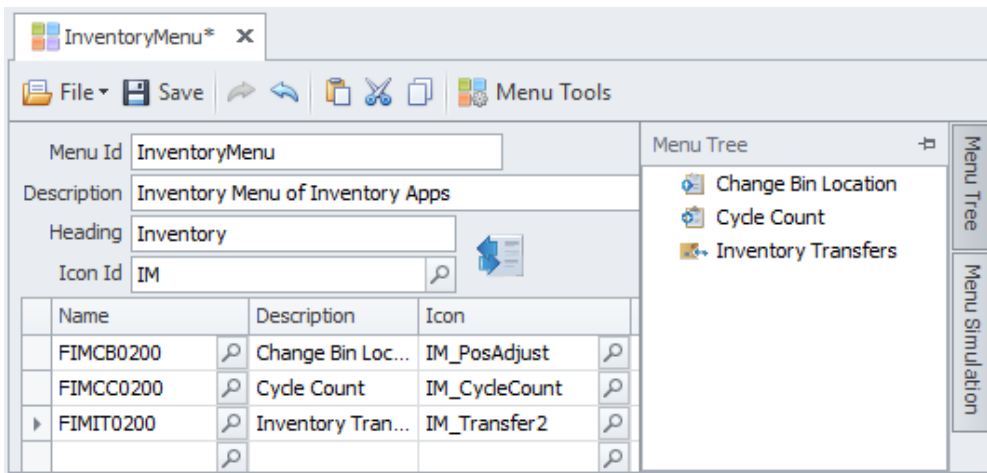 InventoryMenu*
File Save Menu Tools
Menu Id InventoryMenu
Description Inventory Menu of Inventory Apps
Heading Inventory
Icon Id IM
Name Description Icon
FIMCB0200 Change Bin Loc... IM_PosAdjust
FIMCC0200 Cycle Count IM_CycleCount
FIMIT0200 Inventory Tran... IM_Transfer2
Menu Tree
Change Bin Location
Cycle Count
Inventory Transfers
Menu Tree
Menu Simulation